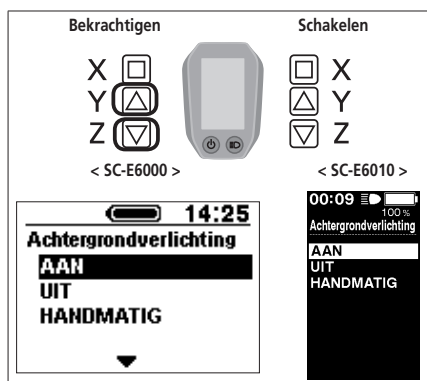 Bekrachtigen Schakelen
X X
Y Y
Z Z
< SC-E6000 > < SC-E6010 >
14:25
Achtergrondverlichting
AAN
UIT
HANDMATIG
00:09
100 %
Achtergrondverlichting
AAN
UIT
HANDMATIG